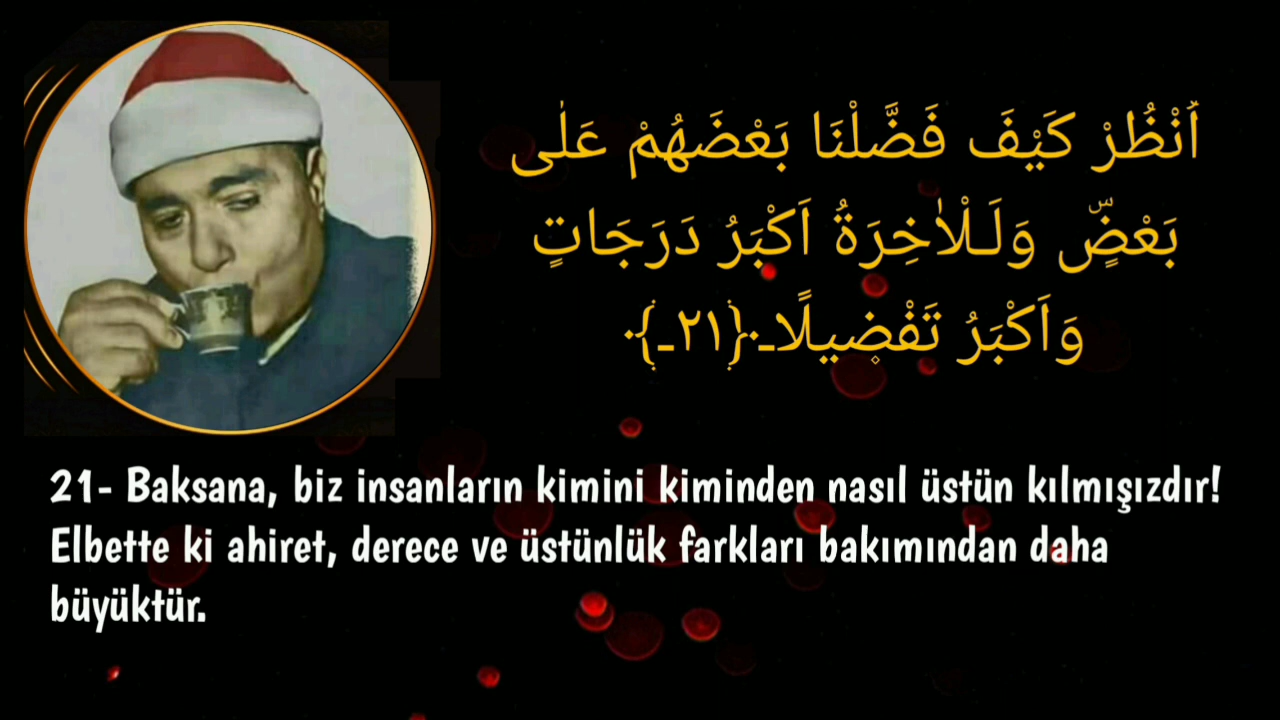 اَنْظُرْ كَيْفَ فَضَّلْنَا بَعْضَهُمْ عَلٰى
بَعْضٍّ وَلَـلْاٰخِرَةُ اَكْبَرُ دَرَجَاتٍ
وَاَكْبَرُ تَفْض۪يلًا ﴿٢١﴾
21- Baksana, biz insanların kimini kiminden nasıl üstün kılmışızdır!
Elbette ki ahiret, derece ve üstünlük farkları bakımından daha
büyüktür.